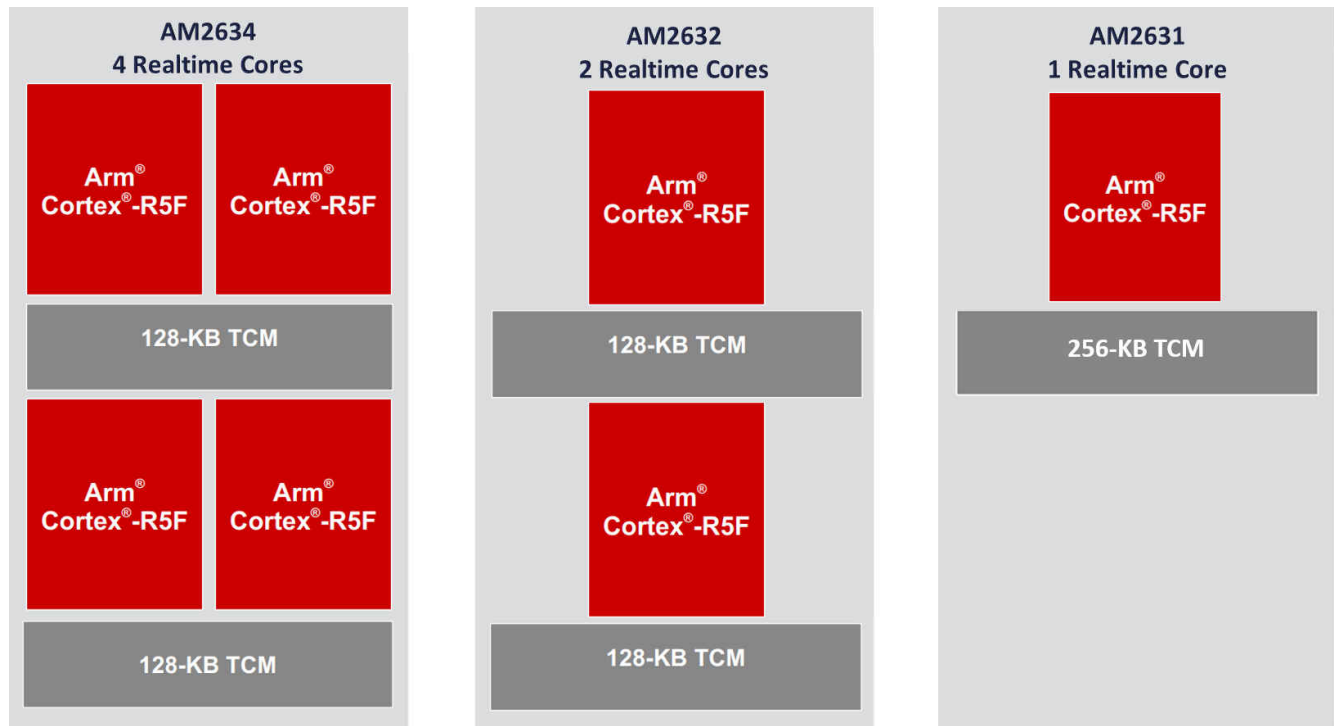 AM2634
4 Realtime Cores
Arm®
Cortex®-R5F
Arm®
Cortex®-R5F
128-KB TCM
Arm®
Cortex®-R5F
Arm®
Cortex®-R5F
128-KB TCM
AM2632
2 Realtime Cores
Arm®
Cortex®-R5F
128-KB TCM
Arm®
Cortex®-R5F
128-KB TCM
AM2631
1 Realtime Core
Arm®
Cortex®-R5F
256-KB TCM